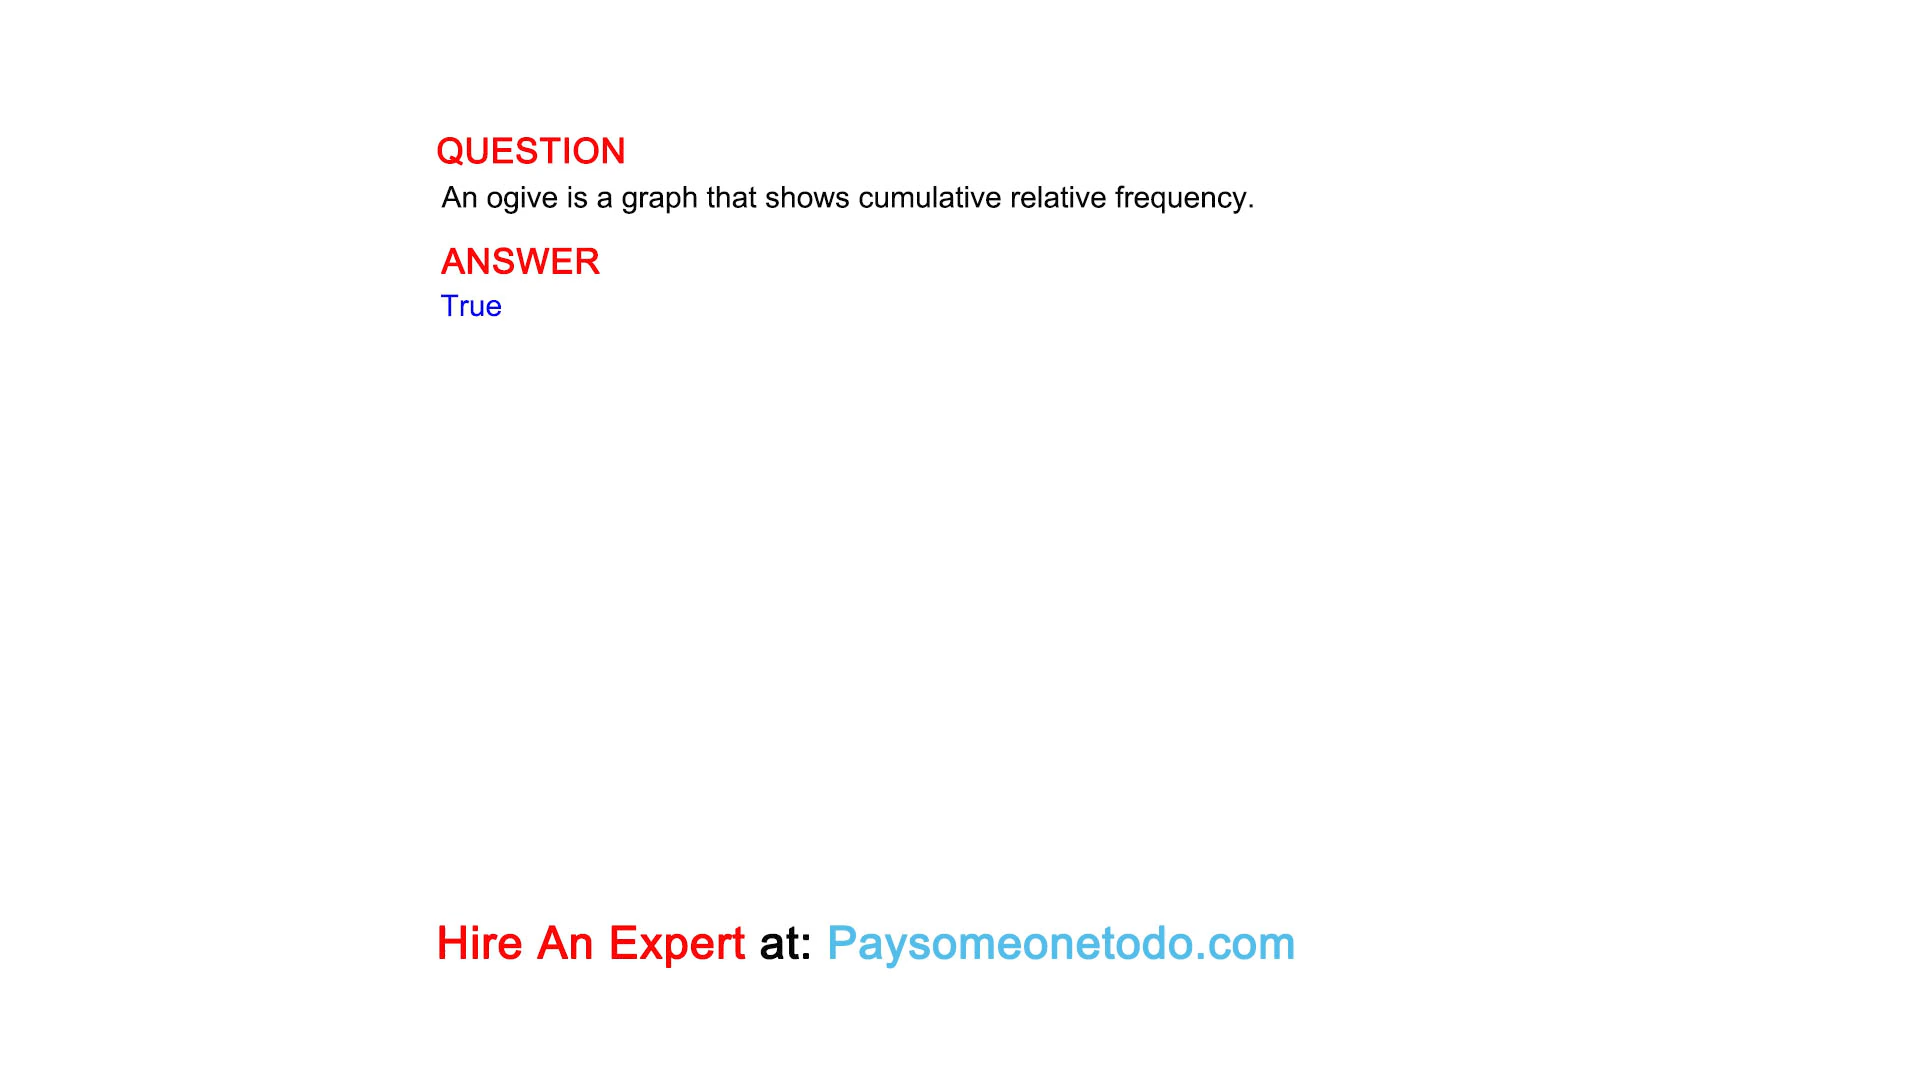 QUESTION
An ogive is a graph that shows cumulative relative frequency.
ANSWER
True
Hire An Expert at: Paysomeonetodo.com